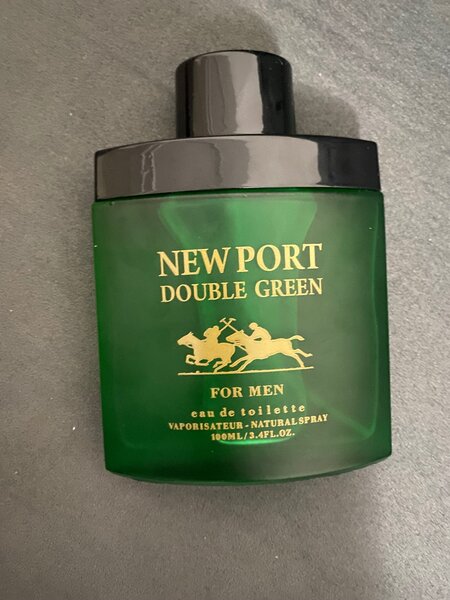 NEW PORT
DOUBLE GREEN
FOR MEN
eau de toilette
VAPORISATEUR - NATURAL SPRAY
100ML/3.4FL.OZ.